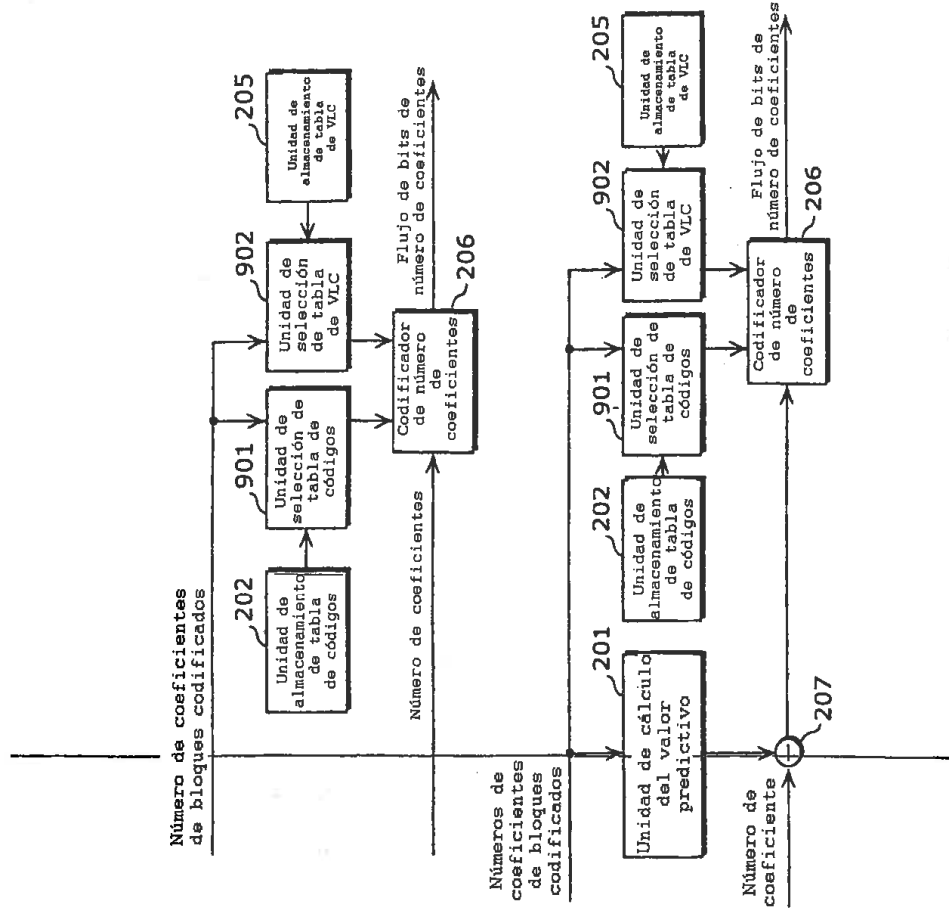 Número de coeficientes
de bloques codificados
202
Unidad de
almacenamiento
de tabla
de códigos
901
Unidad de
selección de
tabla de
códigos
902
Unidad de
selección
de tabla
de VLC
205
Unidad de
almacenamiento
de tabla
de VLC
Número de coeficientes
Codificador
de número
de
coeficientes
206
Flujo de bits de
número de coeficientes
Números de
coeficientes
de bloques
codificados
201
Unidad de cálculo
del valor
predictivo
202
Unidad de
almacenamiento
de tabla
de códigos
901
Unidad de
selección de
tabla de
códigos
902
Unidad de
selección
de tabla
de VLC
205
Unidad de
almacenamiento
de tabla
de VLC
Número de
coeficiente
207
Codificador
de número
de
coeficientes
206
Flujo de bits de
número de coeficientes